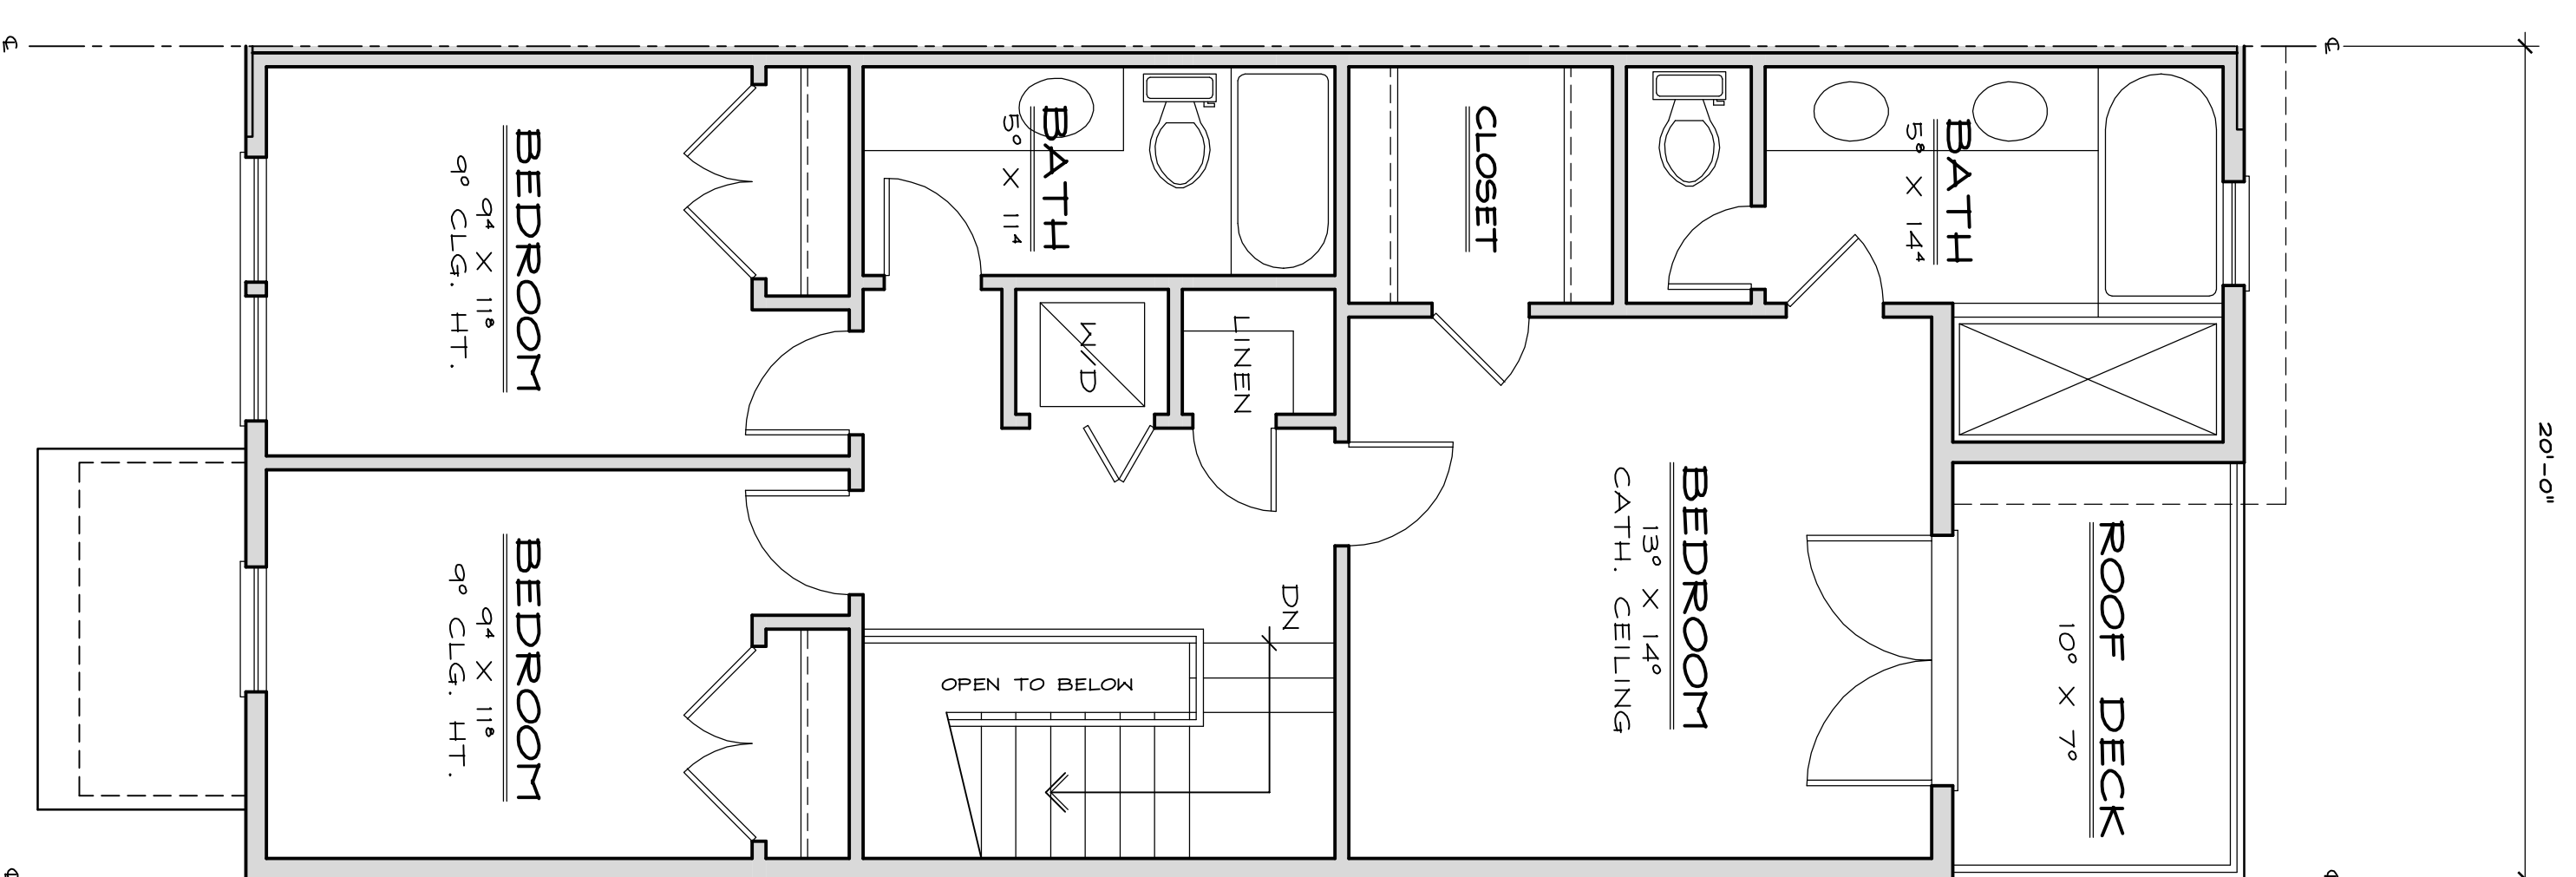 BEDROOM
9⁴ X 11⁸
9⁰ CLG. HT.
BATH
5⁰ X 11⁴
CLOSET
BATH
5⁸ X 14⁴
W/D
LINEN
BEDROOM
13⁰ X 14⁰
CATH. CEILING
BEDROOM
9⁴ X 11⁸
9⁰ CLG. HT.
DN
OPEN TO BELOW
ROOF DECK
10⁰ X 7⁰
20'-0"